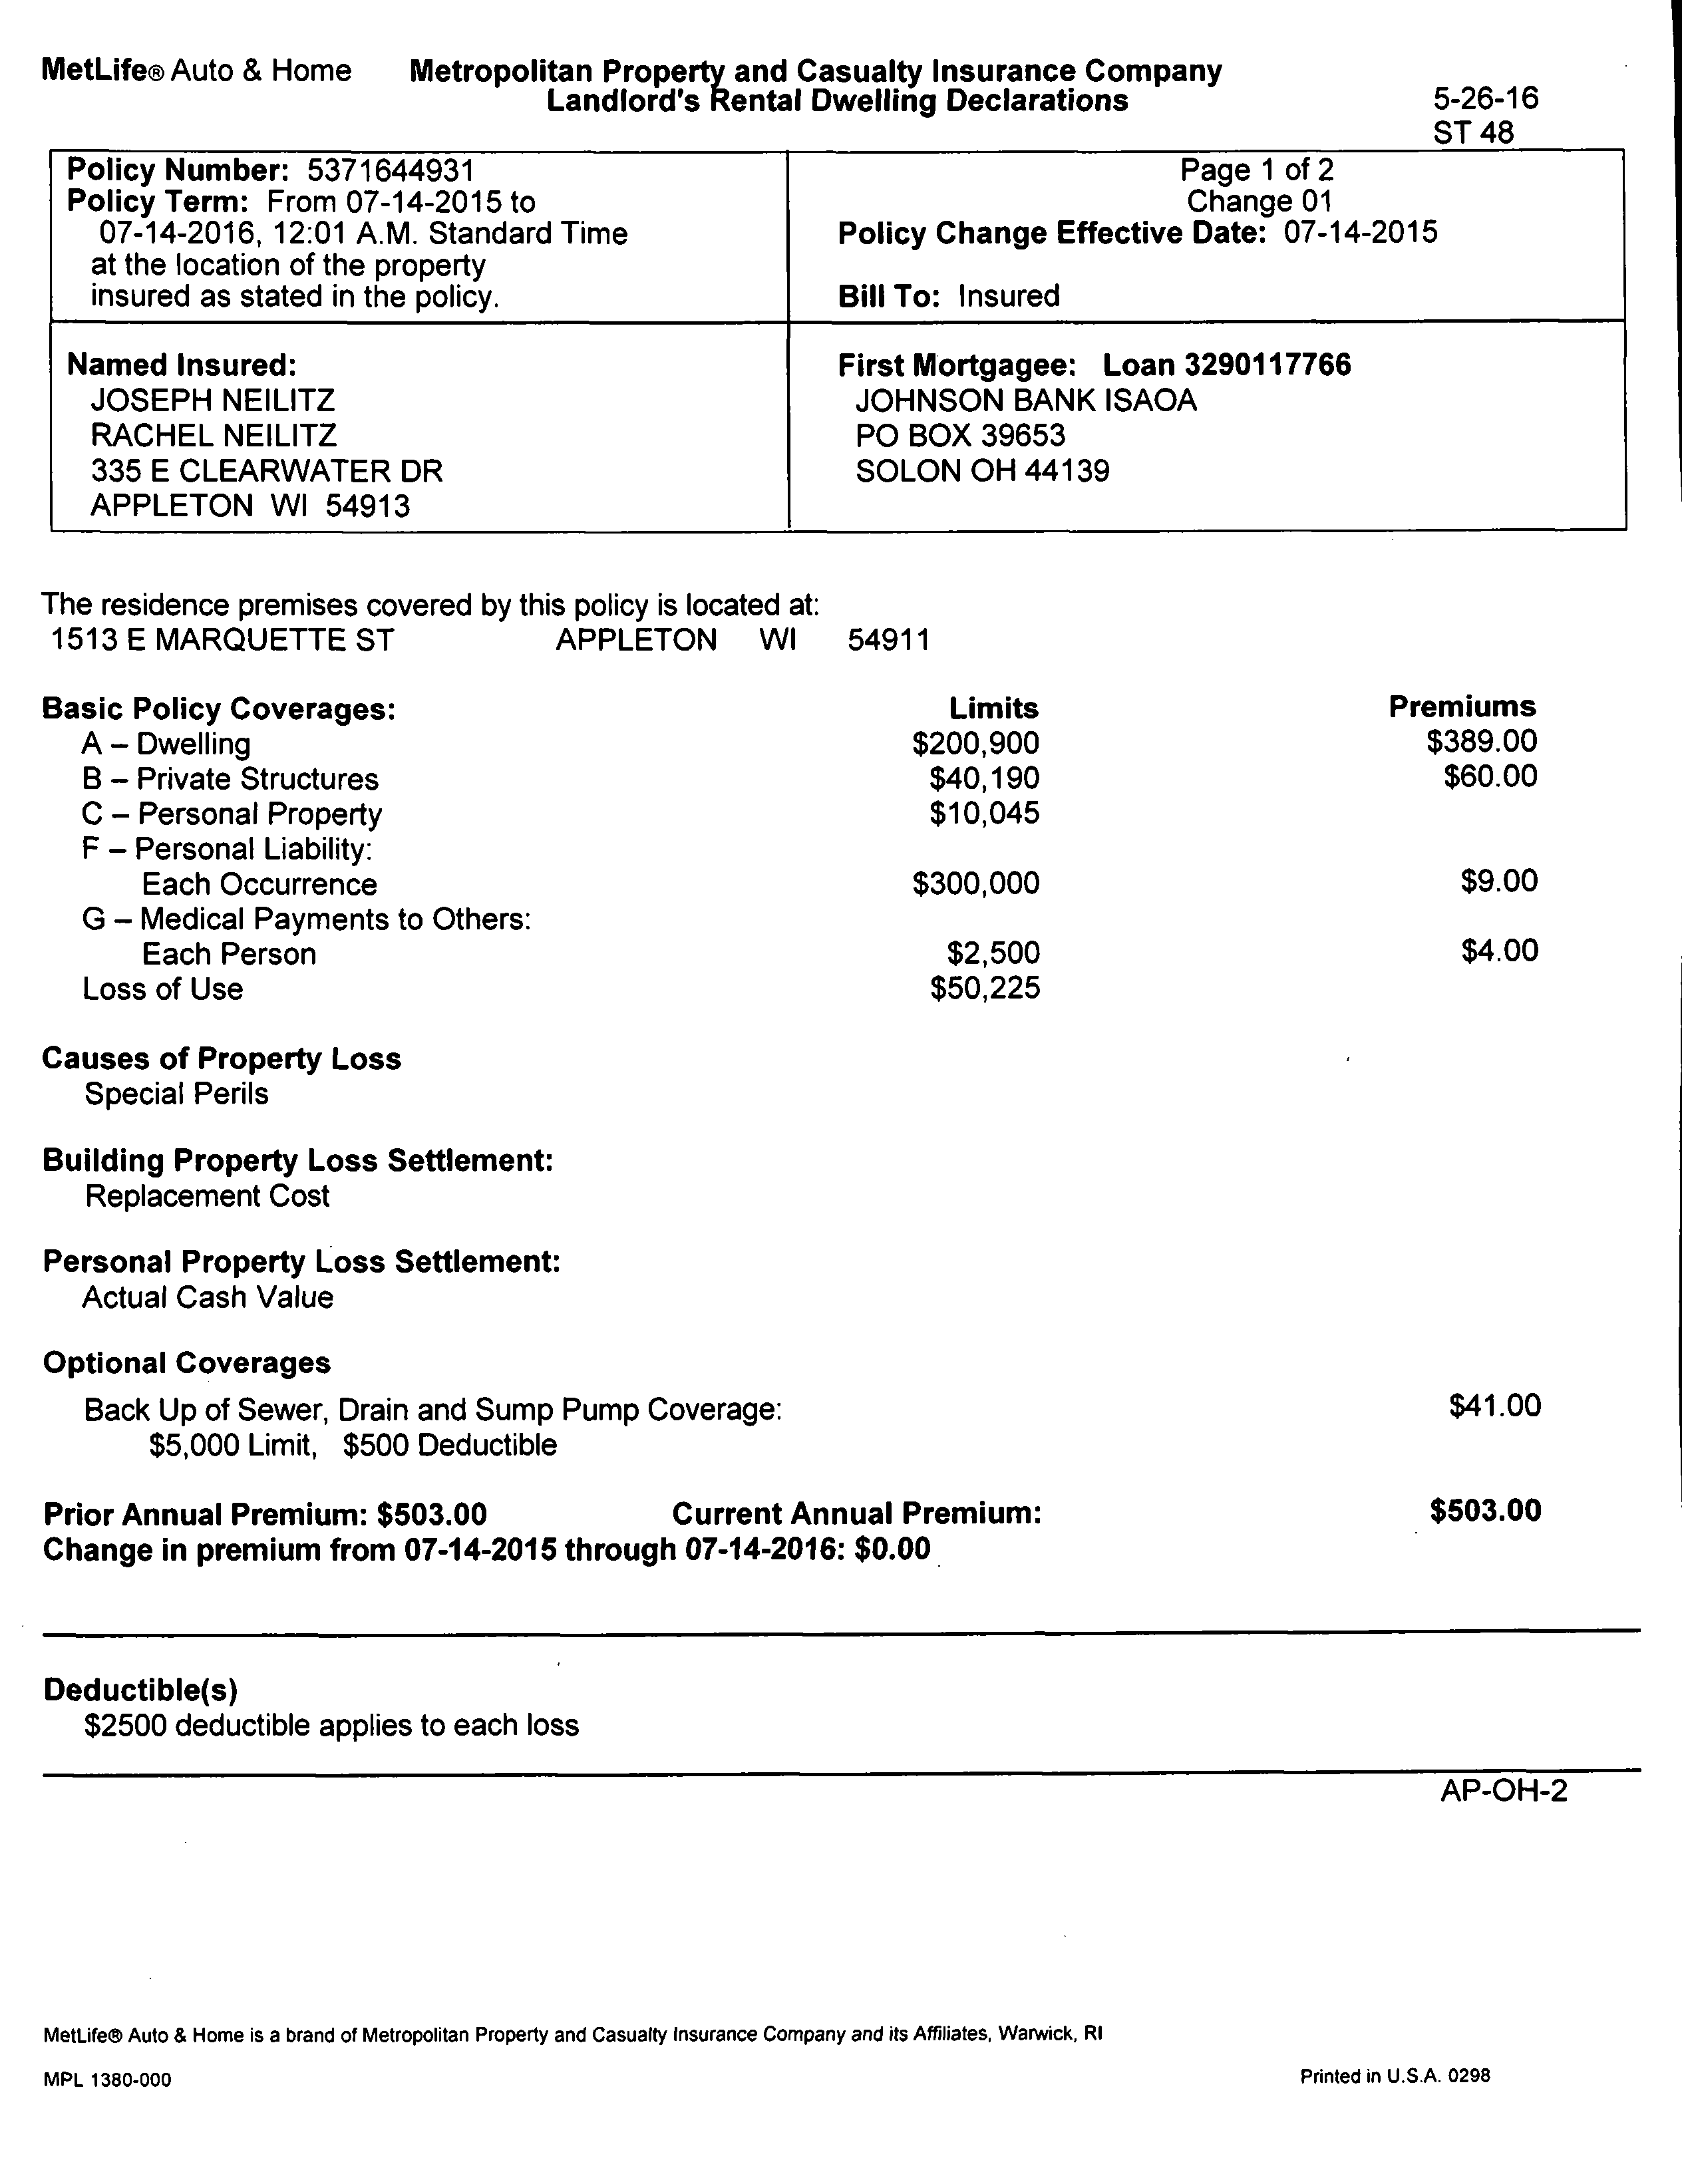 MetLife® Auto & Home Metropolitan Property and Casualty Insurance Company
Landlord's Rental Dwelling Declarations
5-26-16
ST 48
Policy Number: 5371644931
Policy Term: From 07-14-2015 to
07-14-2016, 12:01 A.M. Standard Time
at the location of the property
insured as stated in the policy.
Page 1 of 2
Change 01
Policy Change Effective Date: 07-14-2015
Bill To: Insured
Named Insured:
JOSEPH NEILITZ
RACHEL NEILITZ
335 E CLEARWATER DR
APPLETON WI 54913
First Mortgagee: Loan 3290117766
JOHNSON BANK ISAOA
PO BOX 39653
SOLON OH 44139
The residence premises covered by this policy is located at:
1513 E MARQUETTE ST APPLETON WI 54911
Basic Policy Coverages: Limits Premiums
A – Dwelling $200,900 $389.00
B – Private Structures $40,190 $60.00
C – Personal Property $10,045
F – Personal Liability:
Each Occurrence $300,000 $9.00
G – Medical Payments to Others:
Each Person $2,500 $4.00
Loss of Use $50,225
Causes of Property Loss
Special Perils
Building Property Loss Settlement:
Replacement Cost
Personal Property Loss Settlement:
Actual Cash Value
Optional Coverages
Back Up of Sewer, Drain and Sump Pump Coverage: $41.00
$5,000 Limit, $500 Deductible
Prior Annual Premium: $503.00 Current Annual Premium: $503.00
Change in premium from 07-14-2015 through 07-14-2016: $0.00
Deductible(s)
$2500 deductible applies to each loss
AP-OH-2
MetLife® Auto & Home is a brand of Metropolitan Property and Casualty Insurance Company and its Affiliates, Warwick, RI
MPL 1380-000 Printed in U.S.A. 0298